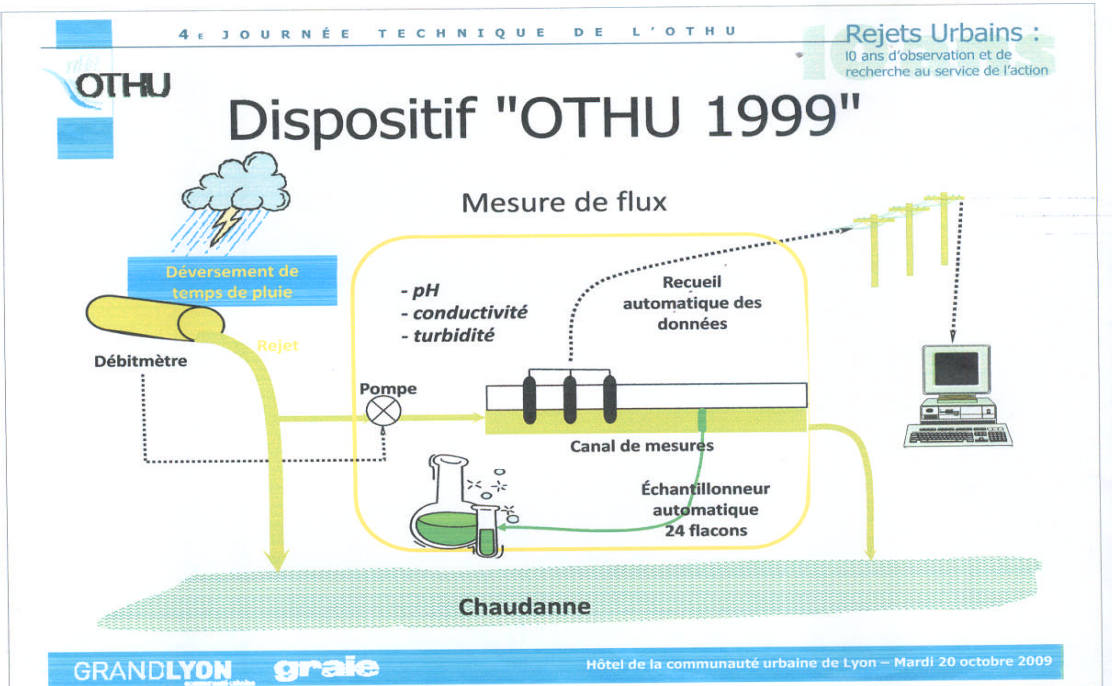 4E JOURNÉE TECHNIQUE DE L'OTHU
Rejets Urbains :
10 ans d'observation et de
recherche au service de l'action
OTHU
Dispositif "OTHU 1999"
Mesure de flux
Déversement de
temps de pluie
- pH
- conductivité
- turbidité
Recueil
automatique des
données
Rejet
Débitmètre
Pompe
Canal de mesures
Échantillonneur
automatique
24 flacons
Chaudanne
GRANDLYON
graie
Hôtel de la communauté urbaine de Lyon – Mardi 20 octobre 2009